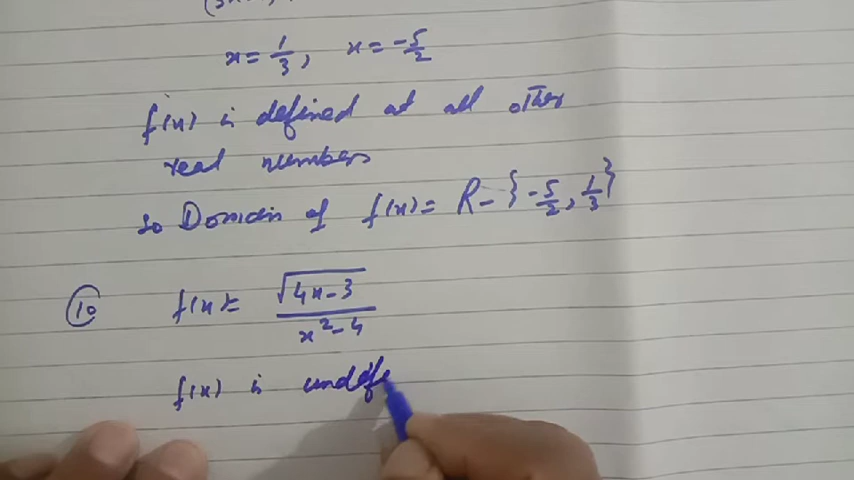 x = 1/3, x = -5/2
f(x) is defined at all other
real numbers
so Domain of f(x) = R - { -5/2, 1/3 }
10 f(x) = √(4x-3) / (x² - 4)
f(x) is undefi